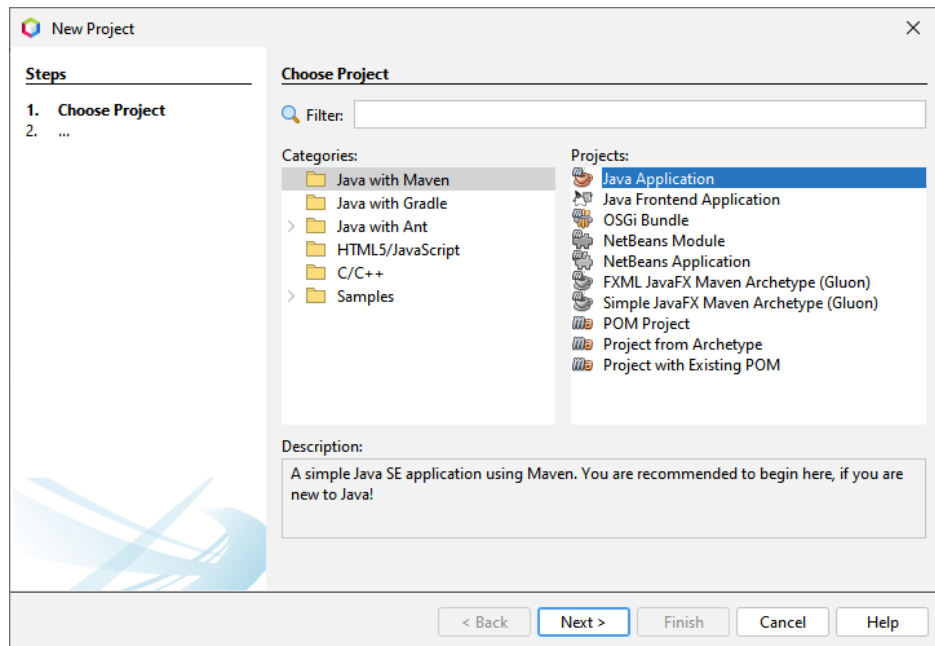 New Project
Steps
1. Choose Project
2. ...
Choose Project
Filter:
Categories:
Java with Maven
Java with Gradle
Java with Ant
HTML5/JavaScript
C/C++
Samples
Projects:
Java Application
Java Frontend Application
OSGi Bundle
NetBeans Module
NetBeans Application
FXML JavaFX Maven Archetype (Gluon)
Simple JavaFX Maven Archetype (Gluon)
POM Project
Project from Archetype
Project with Existing POM
Description:
A simple Java SE application using Maven. You are recommended to begin here, if you are
new to Java!
< Back
Next >
Finish
Cancel
Help